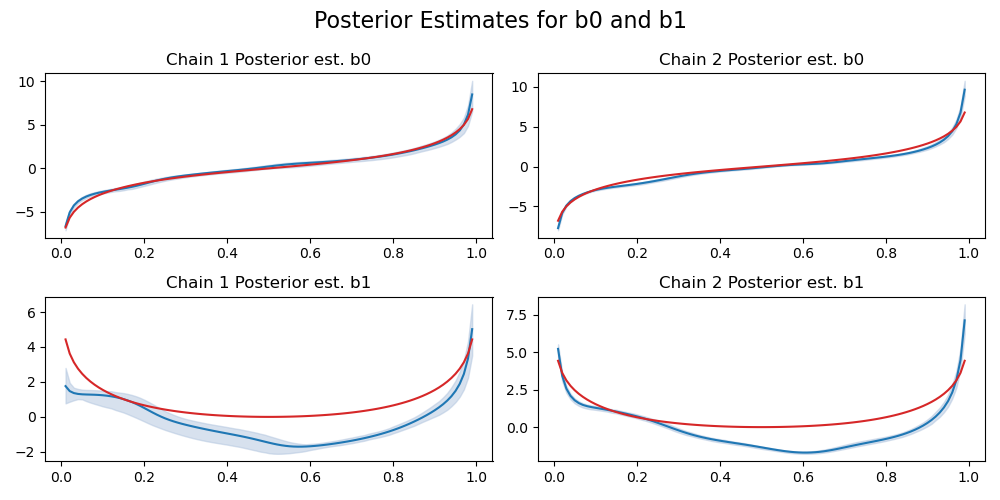 Posterior Estimates for b0 and b1
Chain 1 Posterior est. b0
10
5
0
−5
0.0 0.2 0.4 0.6 0.8 1.0
Chain 2 Posterior est. b0
10
5
0
−5
0.0 0.2 0.4 0.6 0.8 1.0
Chain 1 Posterior est. b1
6
4
2
0
−2
0.0 0.2 0.4 0.6 0.8 1.0
Chain 2 Posterior est. b1
7.5
5.0
2.5
0.0
0.0 0.2 0.4 0.6 0.8 1.0